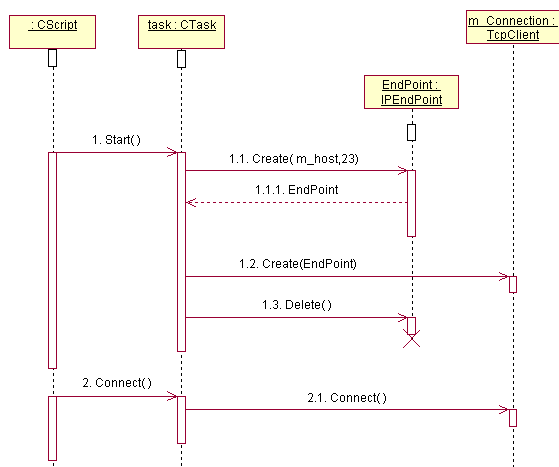 : CScript
task : CTask
m_Connection :
TcpClient
EndPoint :
IPEndPoint
1. Start( )
1.1. Create( m_host,23)
1.1.1. EndPoint
1.2. Create(EndPoint)
1.3. Delete( )
2. Connect( )
2.1. Connect( )